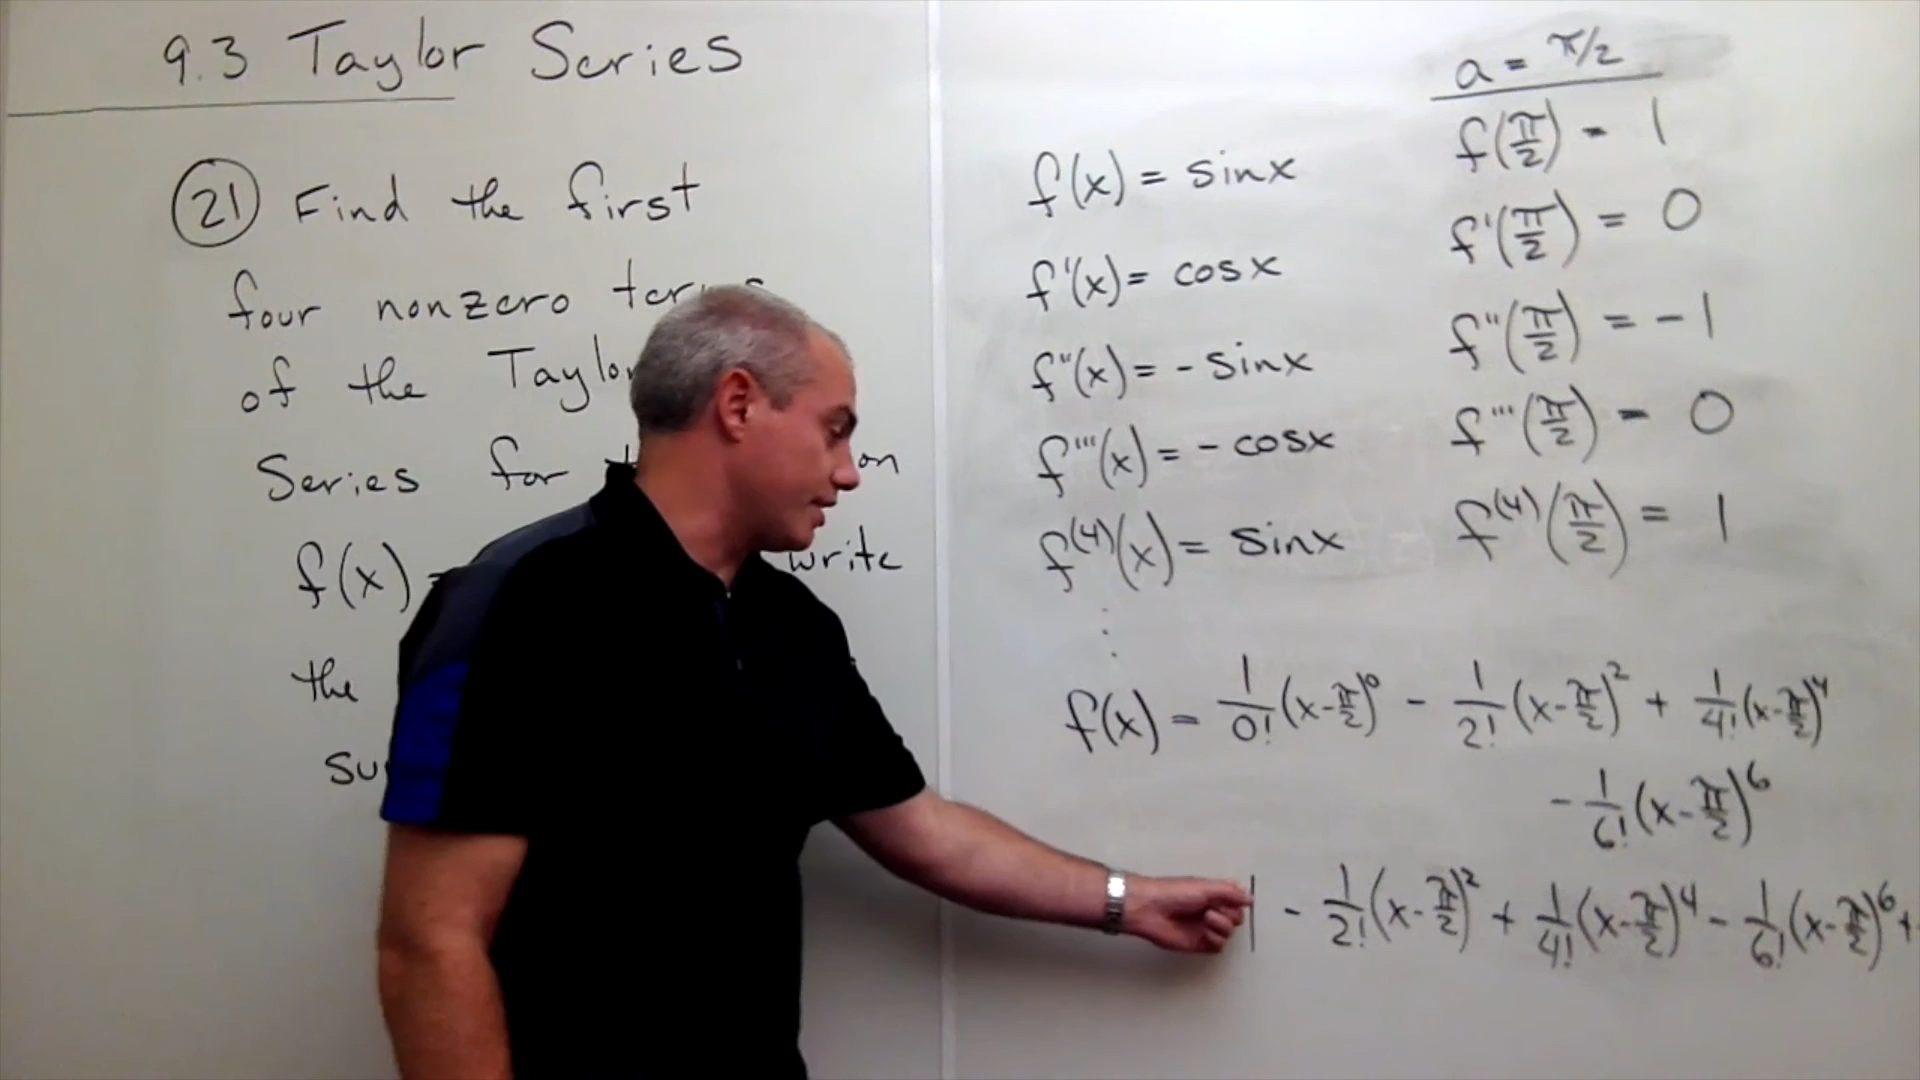 9.3 Taylor Series
21 Find the first
four nonzero
of the
Series for
f(x) = write
the
a = π/2
f(π/2) = 1
f(x) = sinx
f'(π/2) = 0
f'(x) = cosx
f''(π/2) = -1
f''(x) = - sinx
f'''(π/2) = 0
f'''(x) = - cosx
f⁽⁴⁾(π/2) = 1
f⁽⁴⁾(x) = sinx
⋮
f(x) = 1/0! (x-π/2)⁰ - 1/2! (x-π/2)² + 1/4! (x-π/2)⁴
- 1/6! (x-π/2)⁶
1 - 1/2! (x-π/2)² + 1/4! (x-π/2)⁴ - 1/6! (x-π/2)⁶ +